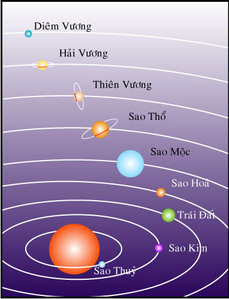 Diêm Vương
Hải Vương
Thiên Vương
Sao Thổ
Sao Mộc
Sao Hoả
Trái Đất
Sao Kim
Sao Thuỷ